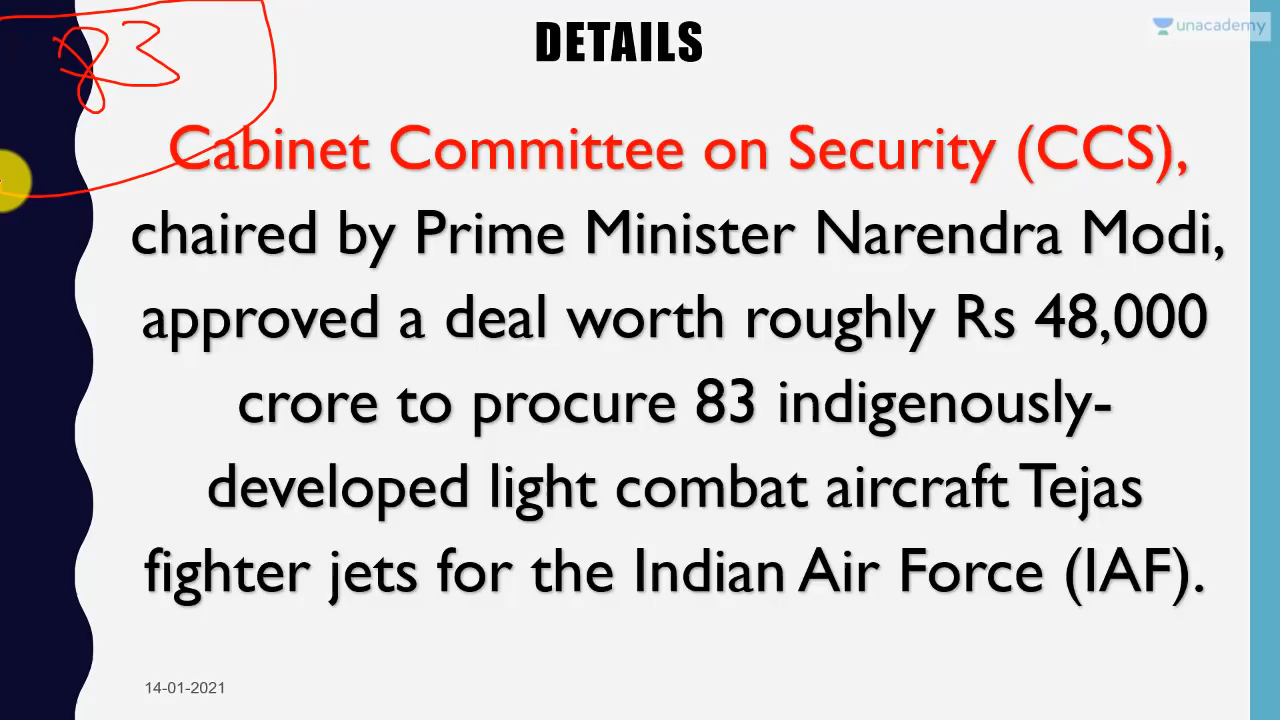 DETAILS
unacademy
83
Cabinet Committee on Security (CCS),
chaired by Prime Minister Narendra Modi,
approved a deal worth roughly Rs 48,000
crore to procure 83 indigenously-
developed light combat aircraft Tejas
fighter jets for the Indian Air Force (IAF).
14-01-2021